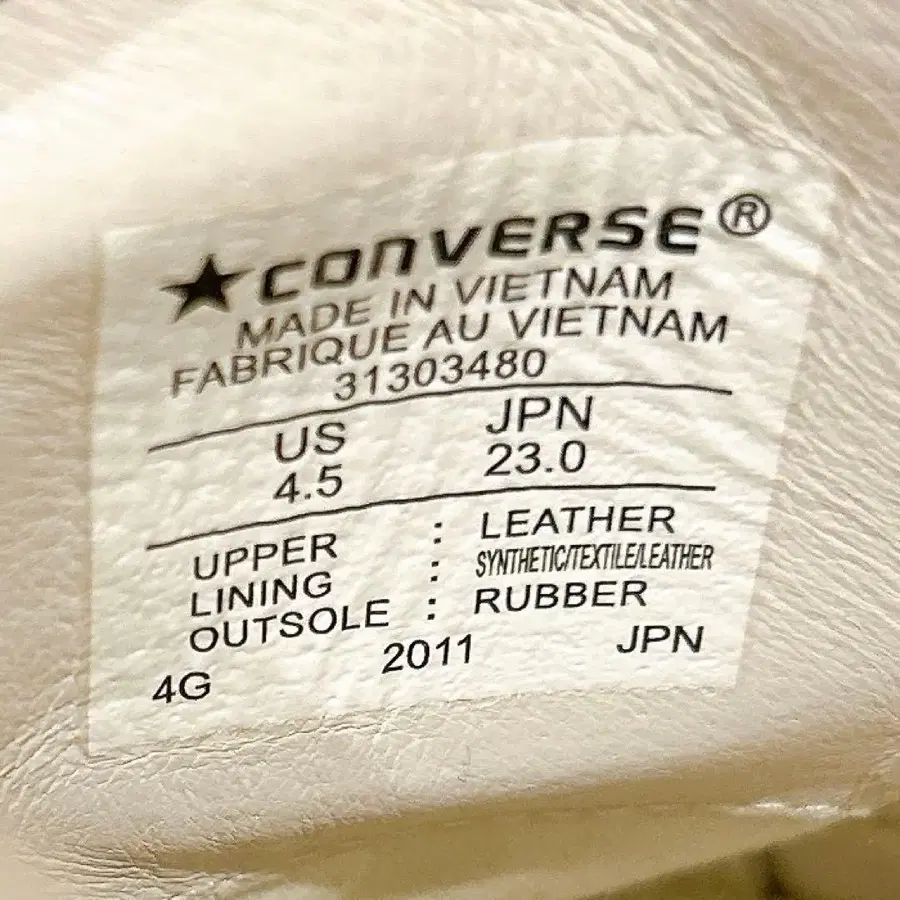 ★CONVERSE®
MADE IN VIETNAM
FABRIQUE AU VIETNAM
31303480
US JPN
4.5 23.0
UPPER : LEATHER
LINING : SYNTHETIC/TEXTILE/LEATHER
OUTSOLE : RUBBER
4G 2011 JPN